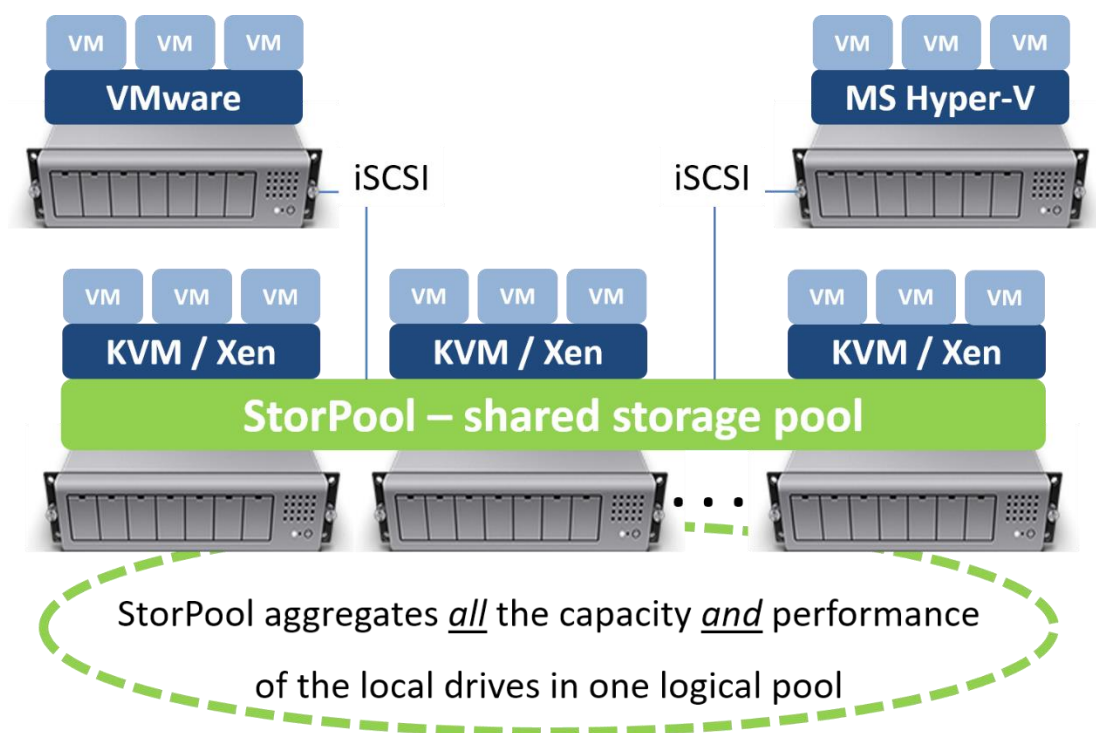 VM VM VM
VMware
VM VM VM
MS Hyper-V
iSCSI
iSCSI
VM VM VM
KVM / Xen
VM VM VM
KVM / Xen
VM VM VM
KVM / Xen
StorPool – shared storage pool
. . .
StorPool aggregates all the capacity and performance
of the local drives in one logical pool